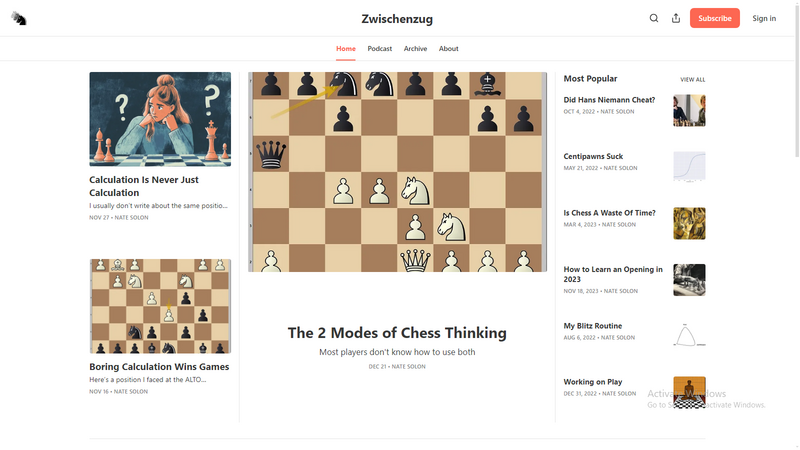 Zwischenzug
Subscribe
Sign in
Home
Podcast
Archive
About
Calculation Is Never Just
Calculation
I usually don't write about the same positio...
NOV 27 • NATE SOLON
Boring Calculation Wins Games
Here's a position I faced at the ALTO...
NOV 16 • NATE SOLON
The 2 Modes of Chess Thinking
Most players don't know how to use both
DEC 21 • NATE SOLON
Most Popular
VIEW ALL
Did Hans Niemann Cheat?
OCT 4, 2022 • NATE SOLON
Centipawns Suck
MAY 21, 2022 • NATE SOLON
Is Chess A Waste Of Time?
MAR 4, 2023 • NATE SOLON
How to Learn an Opening in
2023
NOV 18, 2023 • NATE SOLON
My Blitz Routine
AUG 6, 2022 • NATE SOLON
Working on Play
DEC 31, 2022 • NATE SOLON
Activate Windows
Go to Settings to activate Windows.